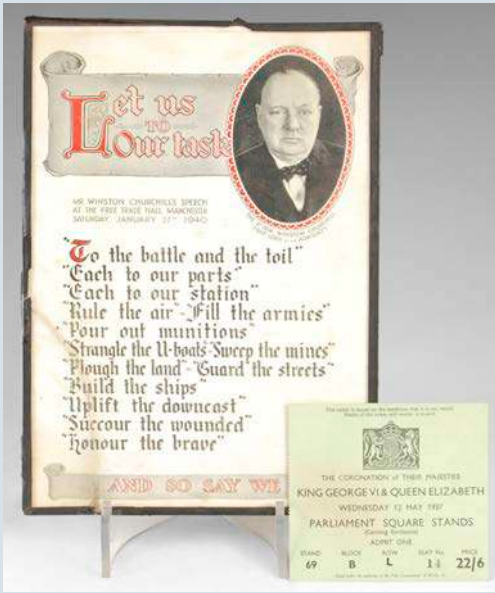 Let us
TO
Our task
MR WINSTON CHURCHILL'S SPEECH
AT THE FREE TRADE HALL, MANCHESTER
SATURDAY JANUARY 27TH 1940
"To the battle and the toil"
"Each to our parts"
"Each to our station"
"Rule the air"-"Fill the armies"
"Pour out munitions"
"Strangle the U-boats-"Sweep the mines"
"Plough the land"-"Guard the streets"
"Build the ships"
"Uplift the downcast"
"Succour the wounded"
"Honour the brave"
AND SO SAY WE
THE CORONATION of THEIR MAJESTIES
KING GEORGE VI & QUEEN ELIZABETH
WEDNESDAY 12 MAY 1937
PARLIAMENT SQUARE STANDS
ADMIT ONE
STAND BLOCK ROW SEAT No. PRICE
69 B L 14 22/6